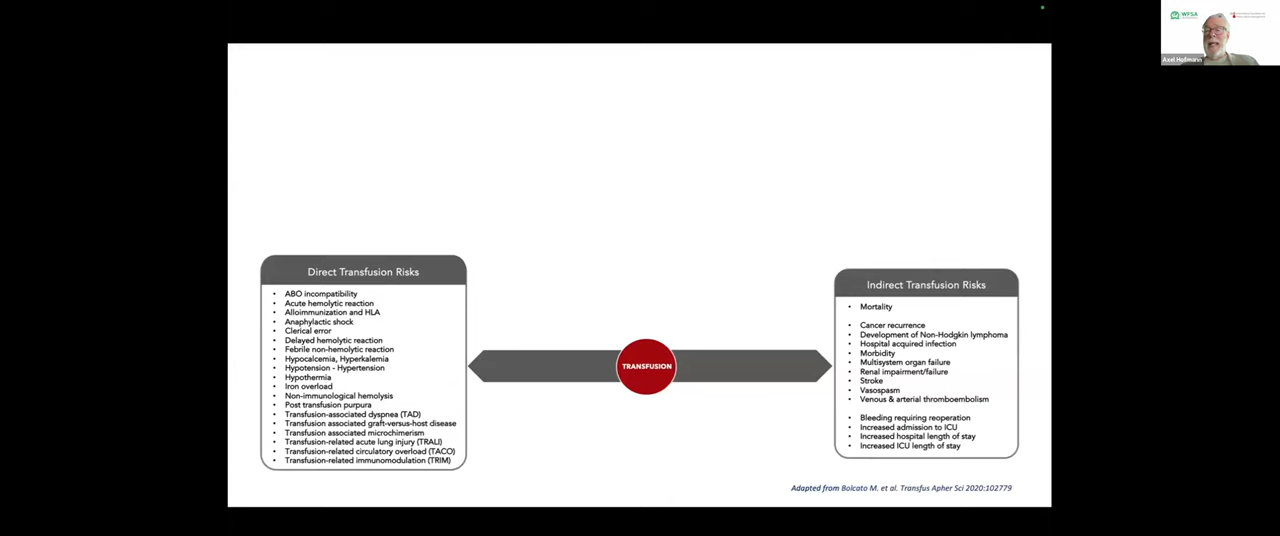 WFSA
Axel Hofmann
Direct Transfusion Risks
• ABO incompatibility
• Acute hemolytic reaction
• Alloimmunization and HLA
• Anaphylactic shock
• Clerical error
• Delayed hemolytic reaction
• Febrile non-hemolytic reaction
• Hypocalcemia, Hyperkalemia
• Hypotension - Hypertension
• Hypothermia
• Iron overload
• Non-immunological hemolysis
• Post transfusion purpura
• Transfusion-associated dyspnea (TAD)
• Transfusion associated graft-versus-host disease
• Transfusion associated microchimerism
• Transfusion-related acute lung injury (TRALI)
• Transfusion-related circulatory overload (TACO)
• Transfusion-related immunomodulation (TRIM)
TRANSFUSION
Indirect Transfusion Risks
• Mortality
• Cancer recurrence
• Development of Non-Hodgkin lymphoma
• Hospital acquired infection
• Morbidity
• Multisystem organ failure
• Renal impairment/failure
• Stroke
• Vasospasm
• Venous & arterial thromboembolism
• Bleeding requiring reoperation
• Increased admission to ICU
• Increased hospital length of stay
• Increased ICU length of stay
Adapted from Bolcato M. et al. Transfus Apher Sci 2020:102779